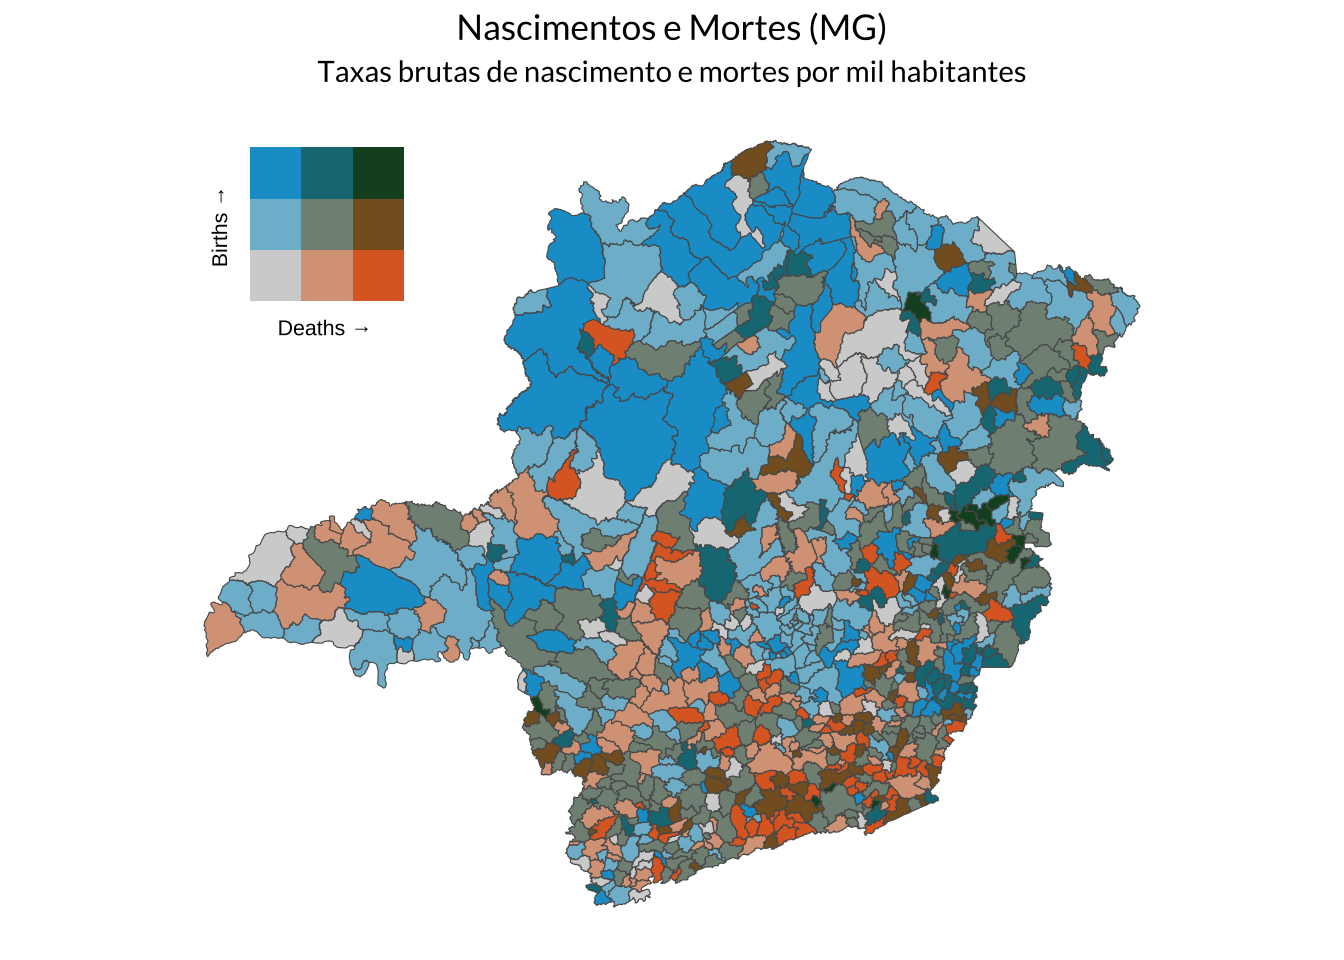 Nascimentos e Mortes (MG)
Taxas brutas de nascimento e mortes por mil habitantes
Births →
Deaths →